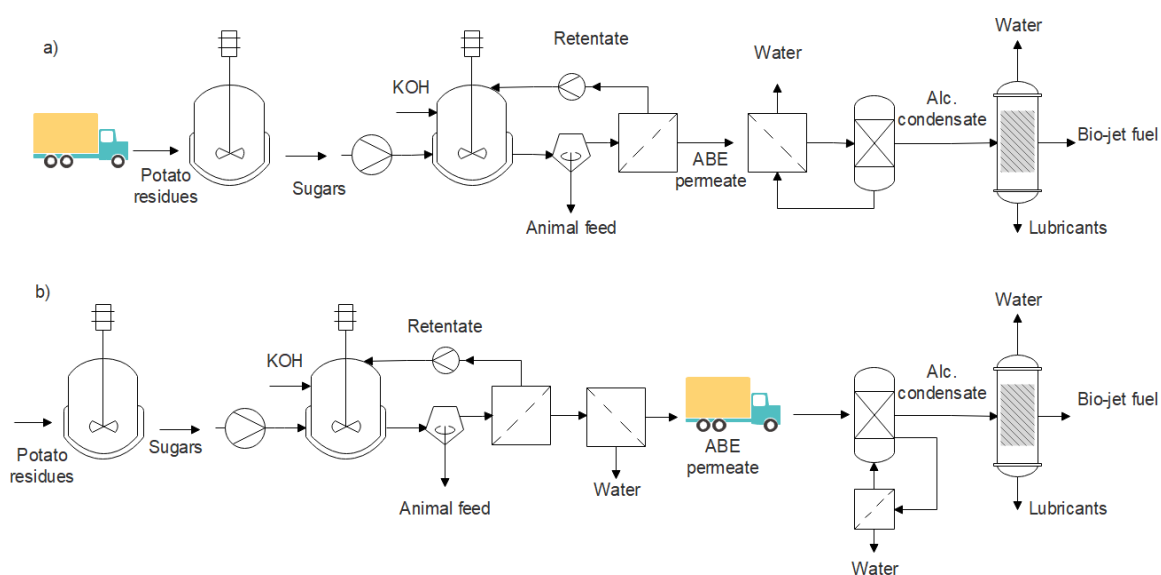 a)
Potato
residues
Sugars
KOH
Retentate
Animal feed
ABE
permeate
Water
Alc.
condensate
Water
Bio-jet fuel
Lubricants
b)
Potato
residues
Sugars
KOH
Retentate
Animal feed
Water
ABE
permeate
Water
Alc.
condensate
Water
Bio-jet fuel
Lubricants